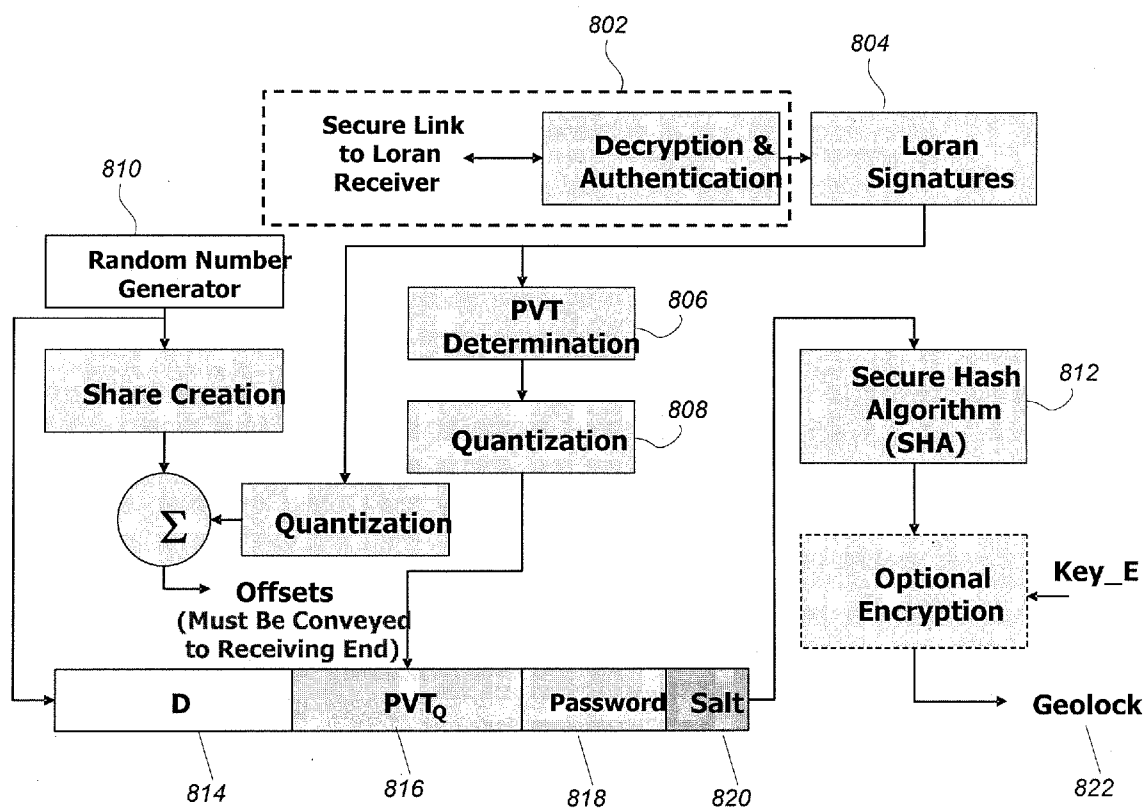 802
804
Secure Link
to Loran
Receiver
Decryption &
Authentication
Loran
Signatures
810
Random Number
Generator
806
PVT
Determination
Share Creation
Secure Hash
Algorithm
(SHA)
812
808
Quantization
Σ
Quantization
Offsets
(Must Be Conveyed
to Receiving End)
Optional
Encryption
Key_E
D
PVTQ
Password
Salt
Geolock
814
816
818
820
822